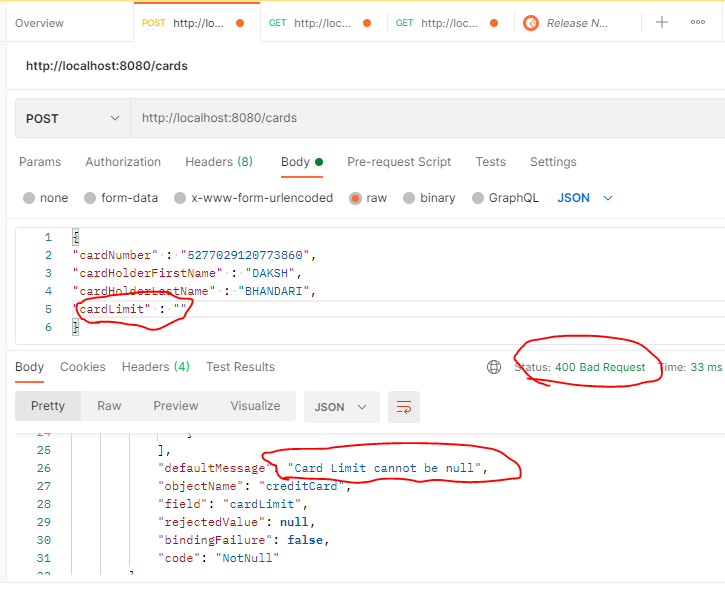 Overview POST http://lo... GET http://loc... GET http://loc... Release N...
http://localhost:8080/cards
POST http://localhost:8080/cards
Params Authorization Headers (8) Body Pre-request Script Tests Settings
none form-data x-www-form-urlencoded raw binary GraphQL JSON
1 {
2 "cardNumber" : "5277029120773860",
3 "cardHolderFirstName" : "DAKSH",
4 "cardHolderLastName" : "BHANDARI",
5 "cardLimit" : ""
6 }
Body Cookies Headers (4) Test Results Status: 400 Bad Request Time: 33 ms
Pretty Raw Preview Visualize JSON
24 }
25 ],
26 "defaultMessage": "Card Limit cannot be null",
27 "objectName": "creditCard",
28 "field": "cardLimit",
29 "rejectedValue": null,
30 "bindingFailure": false,
31 "code": "NotNull"